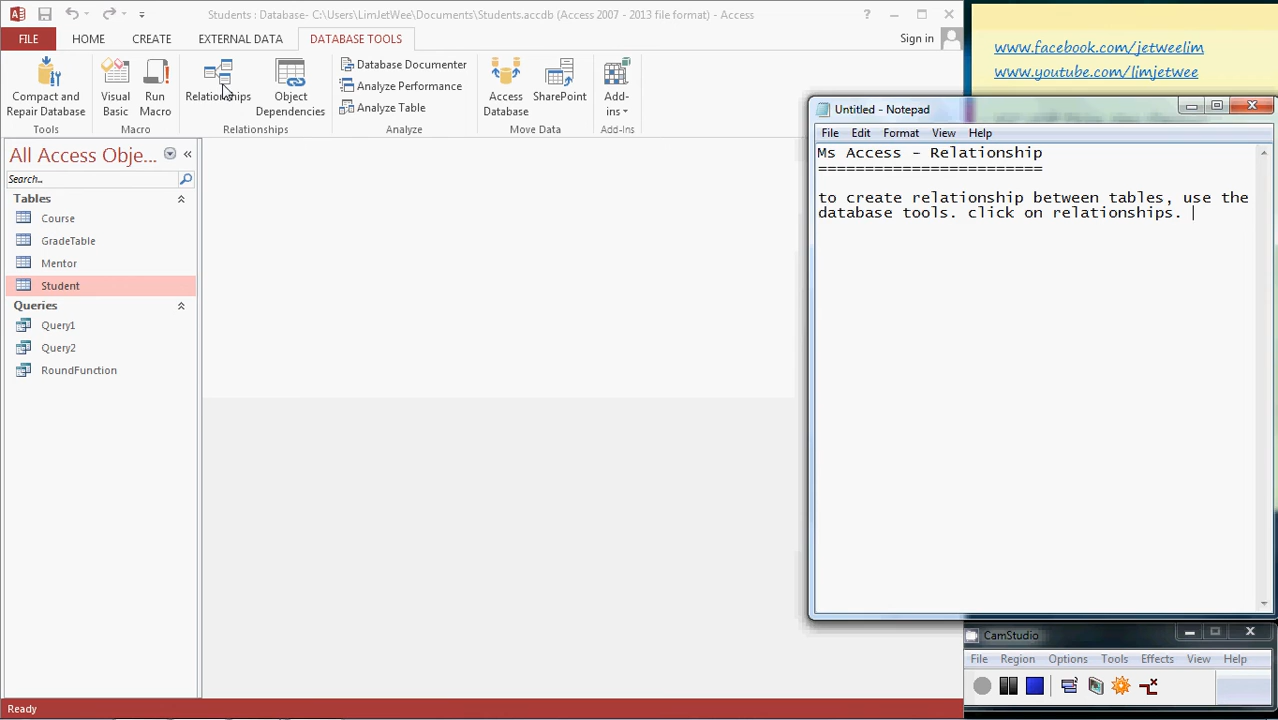 Students : Database- C:\Users\LimJetWee\Documents\Students.accdb (Access 2007 - 2013 file format) - Access
FILE HOME CREATE EXTERNAL DATA DATABASE TOOLS Sign in
Compact and Repair Database
Visual Basic
Run Macro
Relationships
Object Dependencies
Database Documenter
Analyze Performance
Analyze Table
Access Database
SharePoint
Add-ins
Tools Macro Relationships Analyze Move Data Add-Ins
All Access Obje...
Search...
Tables
Course
GradeTable
Mentor
Student
Queries
Query1
Query2
RoundFunction
Ready
www.facebook.com/jetweelim
www.youtube.com/limjetwee
Untitled - Notepad
File Edit Format View Help
Ms Access - Relationship
========================
to create relationship between tables, use the
database tools. click on relationships.
CamStudio
File Region Options Tools Effects View Help